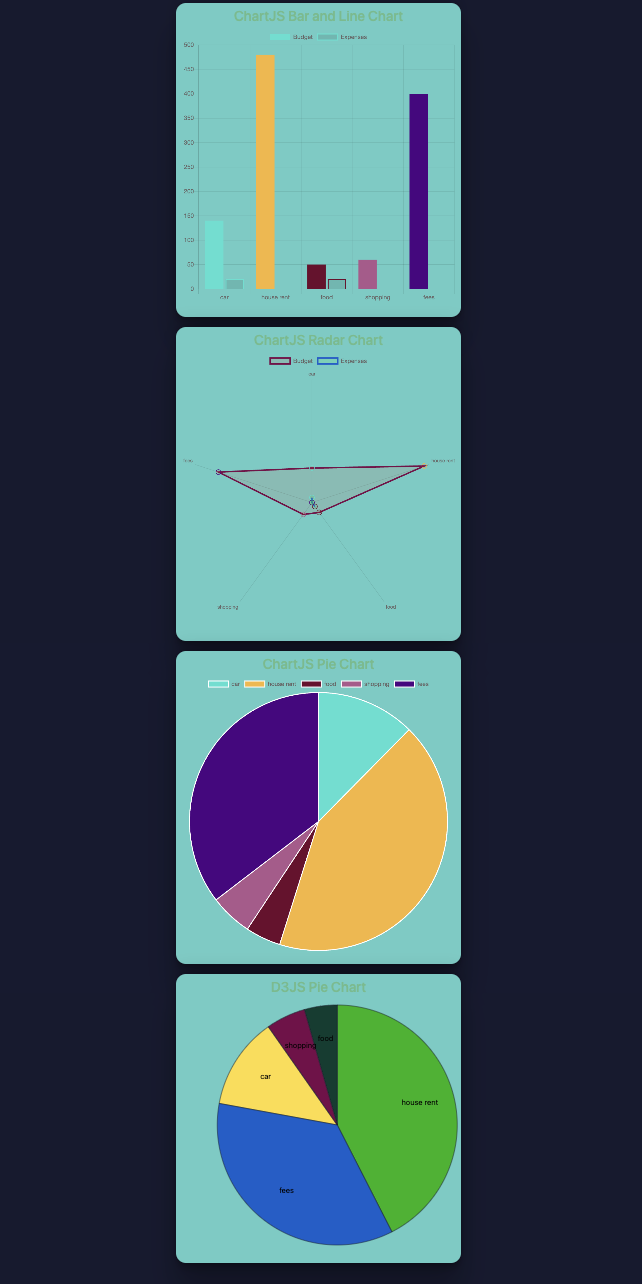 ChartJS Bar and Line Chart
Budget Expenses
500
450
400
350
300
250
200
150
100
50
0
car house rent food shopping fees
ChartJS Radar Chart
Budget Expenses
car
fees house rent
shopping food
ChartJS Pie Chart
car house rent food shopping fees
D3JS Pie Chart
food
shopping
car
house rent
fees